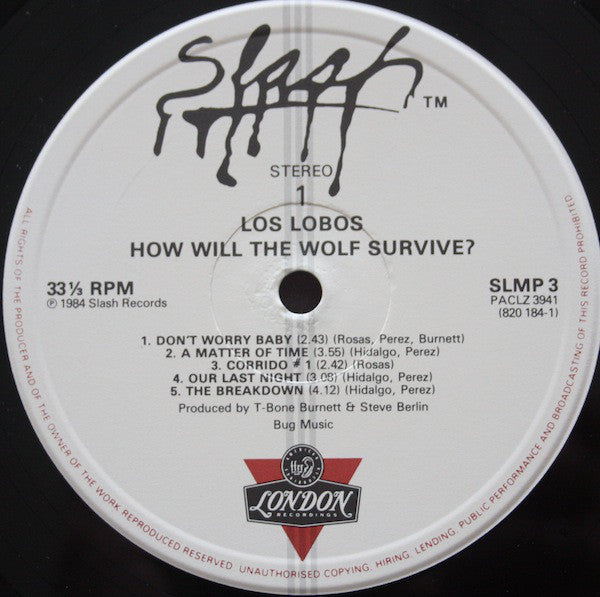 Slash ™
STEREO
1
LOS LOBOS
HOW WILL THE WOLF SURVIVE?
33⅓ RPM
℗ 1984 Slash Records
SLMP 3
PACLZ 3941
(820 184-1)
1. DON'T WORRY BABY (2.43) (Rosas, Perez, Burnett)
2. A MATTER OF TIME (3.55) (Hidalgo, Perez)
3. CORRIDO # 1 (2.42) (Rosas)
4. OUR LAST NIGHT (3.08) (Hidalgo, Perez)
5. THE BREAKDOWN (4.12) (Hidalgo, Perez)
Produced by T-Bone Burnett & Steve Berlin
Bug Music
LONDON
RECORDINGS
ALL RIGHTS OF THE PRODUCER AND OF THE OWNER OF THE WORK REPRODUCED RESERVED. UNAUTHORISED COPYING, HIRING, LENDING, PUBLIC PERFORMANCE AND BROADCASTING OF THIS RECORD PROHIBITED.